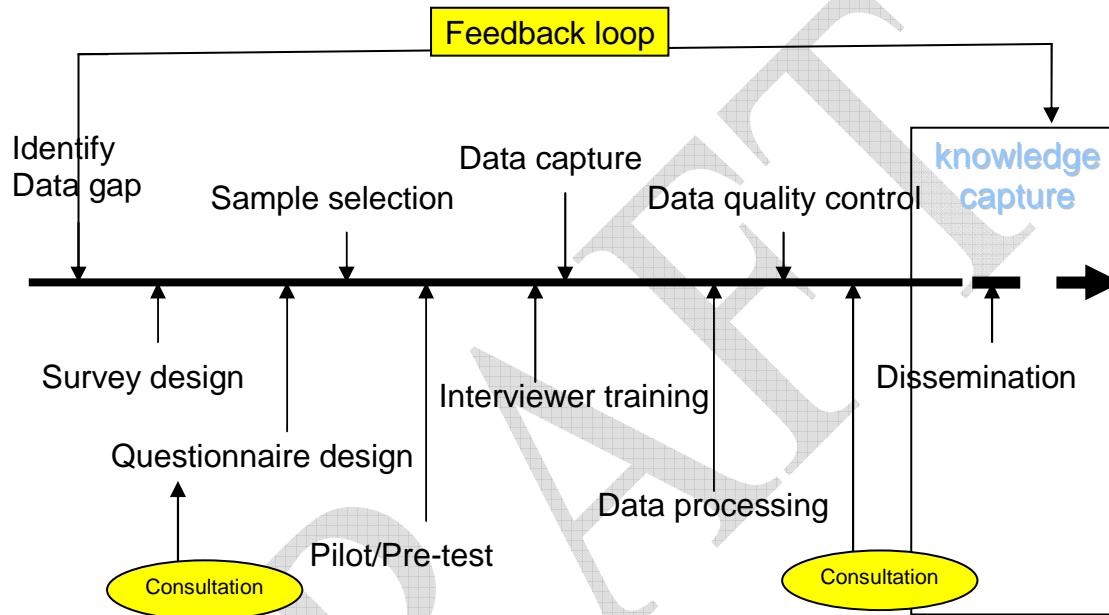 Feedback loop
Identify
Data gap
Sample selection
Data capture
Data quality control
knowledge
capture
Survey design
Questionnaire design
Consultation
Pilot/Pre-test
Interviewer training
Data processing
Consultation
Dissemination
DRAFT